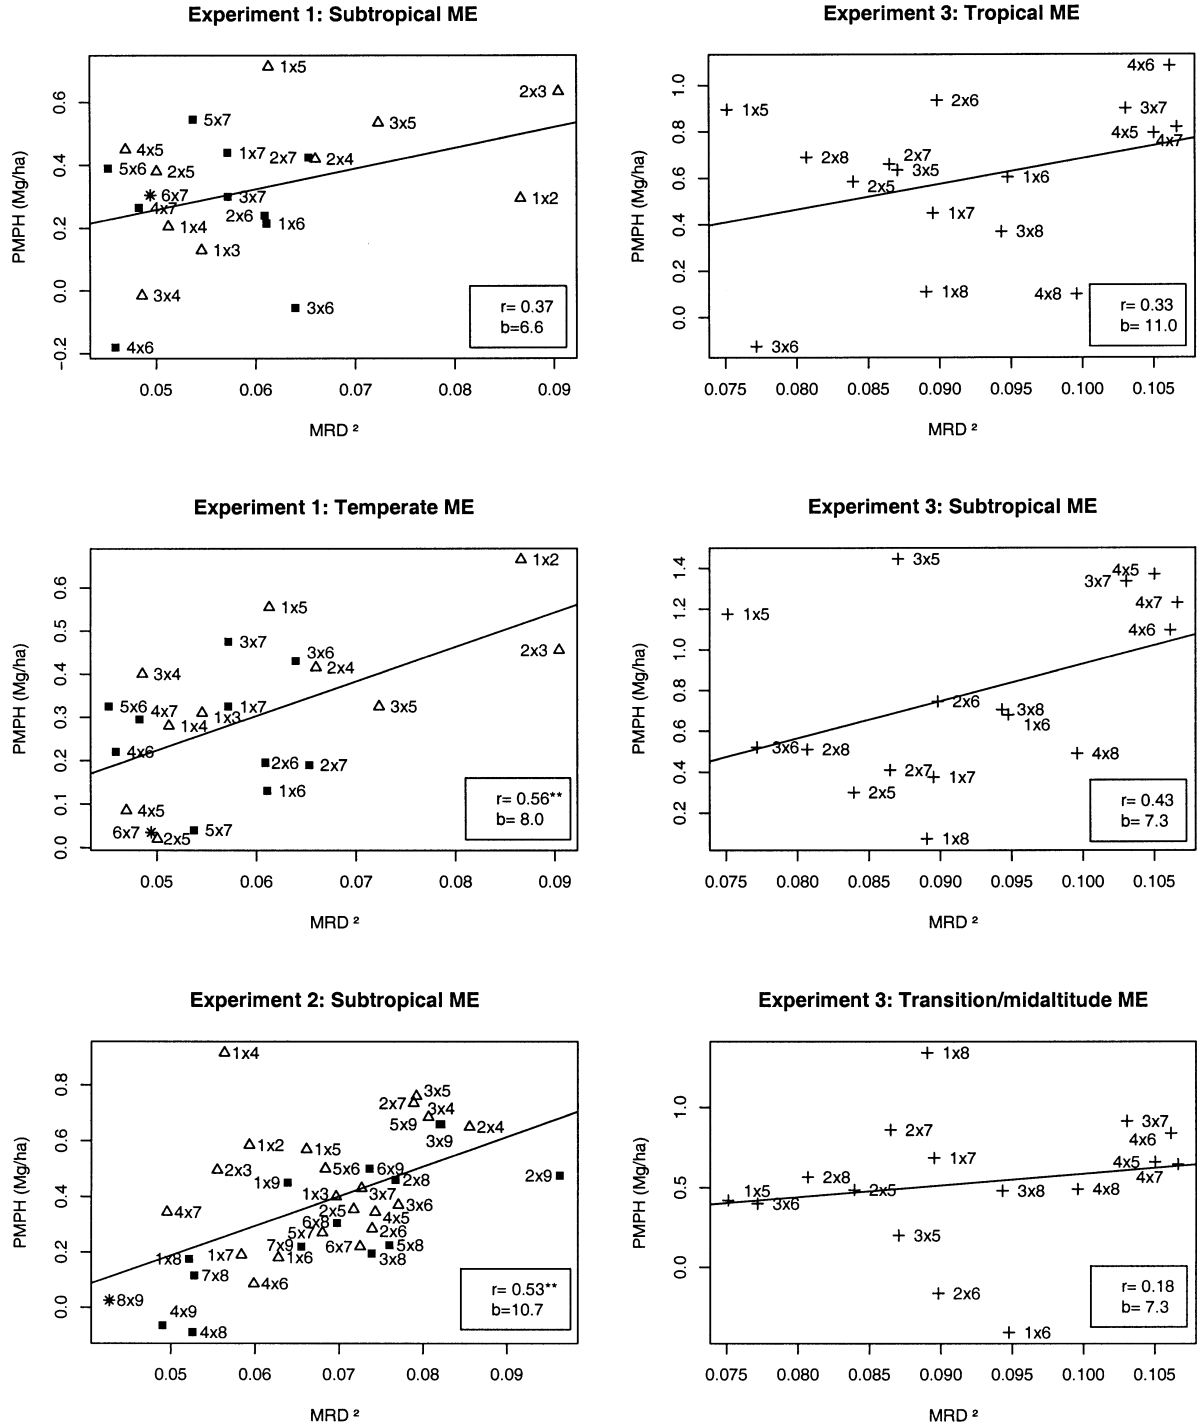 Experiment 1: Subtropical ME
PMPH (Mg/ha)
0.6
0.4
0.2
0.0
-0.2
1x5
2x3
5x7
3x5
4x5
1x7
2x7
2x4
5x6
2x5
6x7
3x7
1x2
4x7
2x6
1x4
1x6
1x3
3x4
3x6
4x6
r= 0.37
b=6.6
0.05 0.06 0.07 0.08 0.09
MRD ²
Experiment 3: Tropical ME
PMPH (Mg/ha)
1.0
0.8
0.6
0.4
0.2
0.0
4x6
1x5
2x6
3x7
4x5
4x7
2x8
2x7
3x5
2x5
1x6
1x7
3x8
1x8
4x8
3x6
r= 0.33
b= 11.0
0.075 0.080 0.085 0.090 0.095 0.100 0.105
MRD ²
Experiment 1: Temperate ME
PMPH (Mg/ha)
0.6
0.5
0.4
0.3
0.2
0.1
0.0
1x2
1x5
3x7
3x6
2x3
2x4
3x4
5x6
4x7
1x7
3x5
1x3
1x4
4x6
2x6
2x7
1x6
4x5
6x7
2x5
5x7
r= 0.56**
b= 8.0
0.05 0.06 0.07 0.08 0.09
MRD ²
Experiment 3: Subtropical ME
PMPH (Mg/ha)
1.4
1.2
1.0
0.8
0.6
0.4
0.2
3x5
4x5
3x7
1x5
4x7
4x6
2x6
3x8
1x6
3x6
2x8
4x8
2x7
1x7
2x5
1x8
r= 0.43
b= 7.3
0.075 0.080 0.085 0.090 0.095 0.100 0.105
MRD ²
Experiment 2: Subtropical ME
PMPH (Mg/ha)
0.8
0.6
0.4
0.2
0.0
1x4
3x5
2x7
3x4
5x9
2x4
3x9
1x2
1x5
2x3
5x6
6x9
2x9
1x9
2x8
1x3
3x7
3x6
4x7
2x5
4x5
6x8
5x7
2x6
7x9
6x7
5x8
1x8
1x7
1x6
3x8
7x8
4x6
8x9
4x9
4x8
r= 0.53**
b=10.7
0.05 0.06 0.07 0.08 0.09
MRD ²
Experiment 3: Transition/midaltitude ME
PMPH (Mg/ha)
1.0
0.5
0.0
1x8
3x7
2x7
4x6
1x7
4x5
4x7
2x8
1x5
2x5
3x8
4x8
3x6
3x5
2x6
1x6
r= 0.18
b= 7.3
0.075 0.080 0.085 0.090 0.095 0.100 0.105
MRD ²